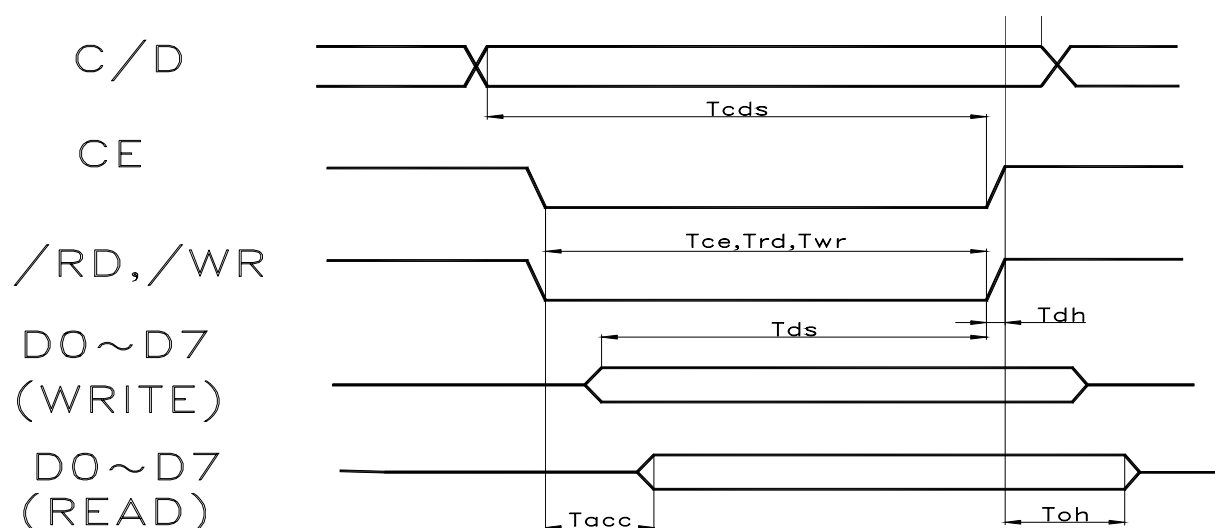 C/D
Tcds
CE
Tce,Trd,Twr
/RD,/WR
Tdh
Tds
D0~D7
(WRITE)
D0~D7
(READ)
Tacc
Toh